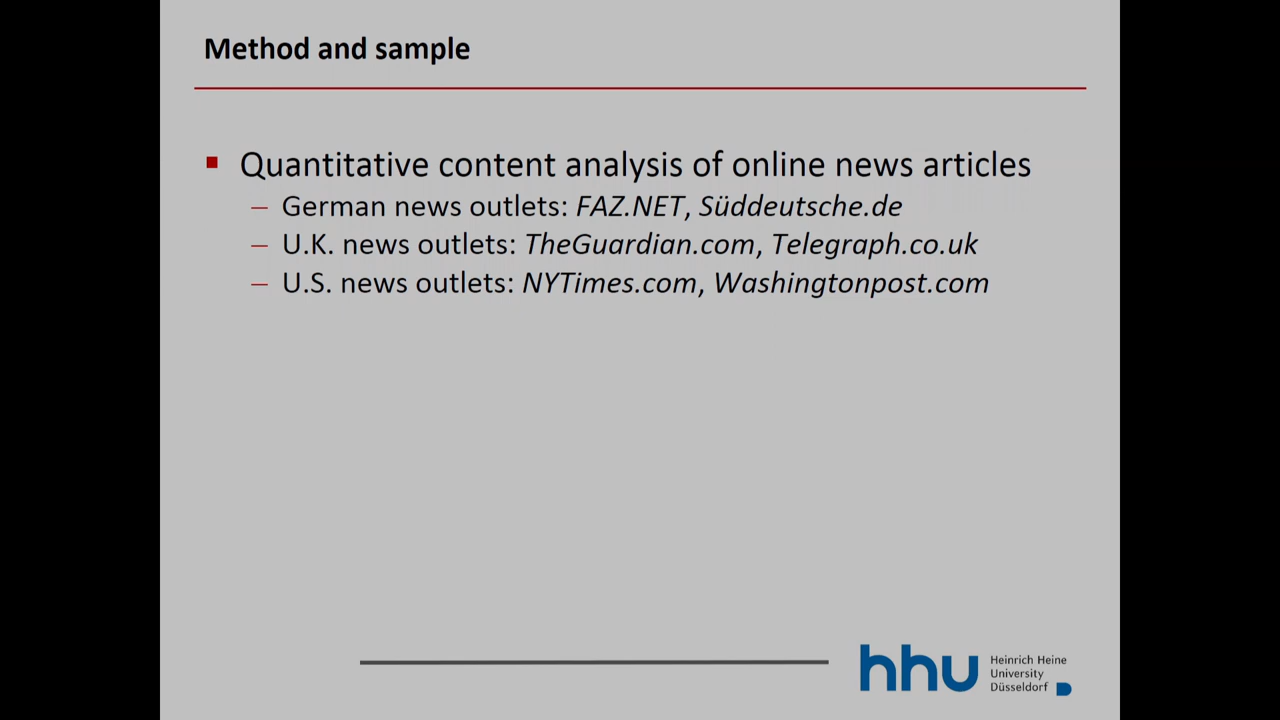 Method and sample
Quantitative content analysis of online news articles
– German news outlets: FAZ.NET, Süddeutsche.de
– U.K. news outlets: TheGuardian.com, Telegraph.co.uk
– U.S. news outlets: NYTimes.com, Washingtonpost.com
hhu
Heinrich Heine
University
Düsseldorf